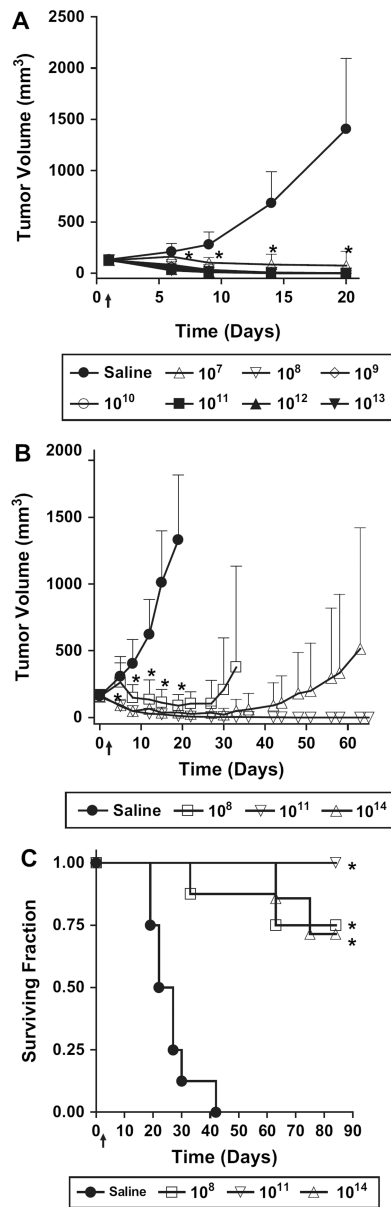 A
2500
2000
1500
1000
500
0
Tumor Volume (mm³)
* * * *
0 5 10 15 20
Time (Days)
Saline 10⁷ 10⁸ 10⁹
10¹⁰ 10¹¹ 10¹² 10¹³
B
2000
1500
1000
500
0
Tumor Volume (mm³)
* * * * *
0 10 20 30 40 50 60
Time (Days)
Saline 10⁸ 10¹¹ 10¹⁴
C
1.00
0.75
0.50
0.25
0.00
Surviving Fraction
*
*
*
0 10 20 30 40 50 60 70 80 90
Time (Days)
Saline 10⁸ 10¹¹ 10¹⁴